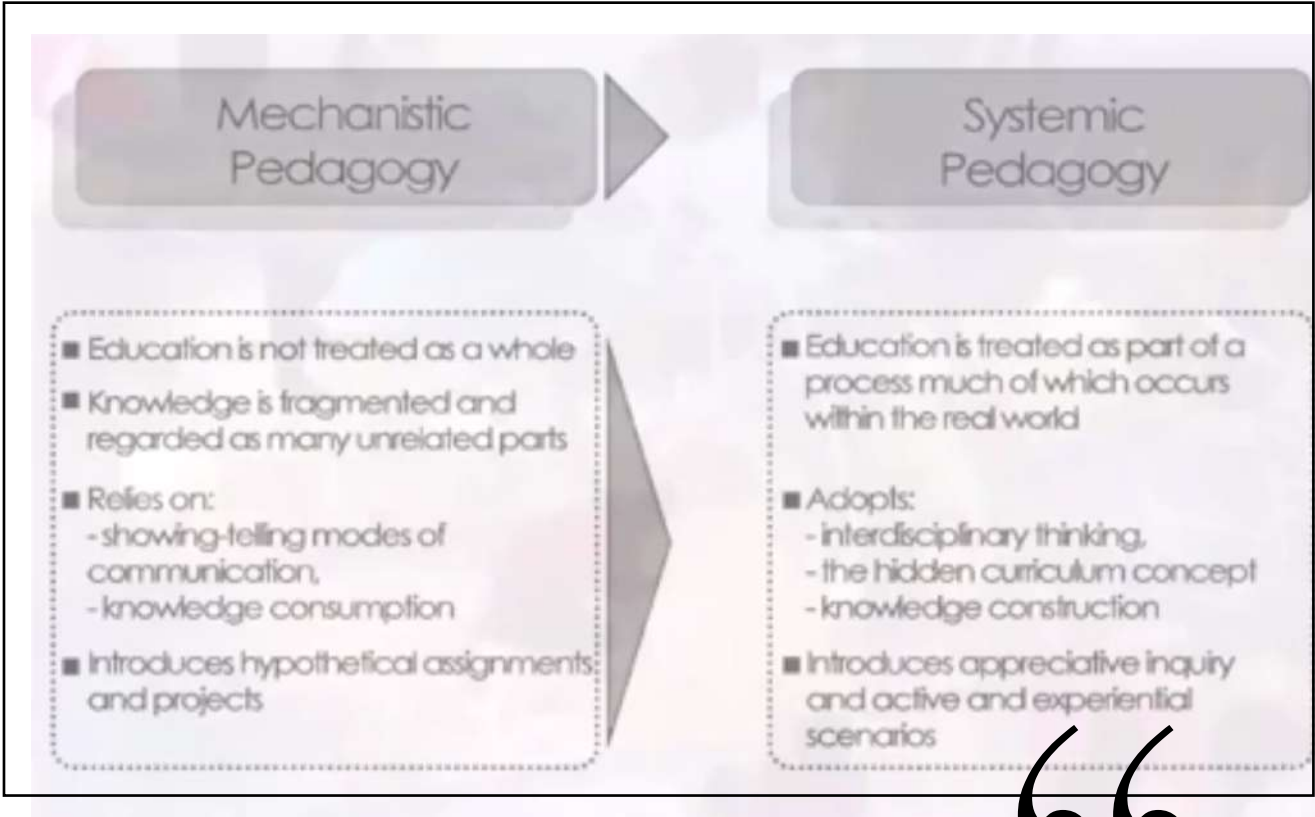 Mechanistic
Pedagogy
■ Education is not treated as a whole
■ Knowledge is fragmented and
regarded as many unrelated parts
■ Relies on:
- showing-telling modes of
communication,
- knowledge consumption
■ Introduces hypothetical assignments
and projects
Systemic
Pedagogy
■ Education is treated as part of a
process much of which occurs
within the real world
■ Adopts:
- interdisciplinary thinking,
- the hidden curriculum concept
- knowledge construction
■ Introduces appreciative inquiry
and active and experiential
scenarios
“